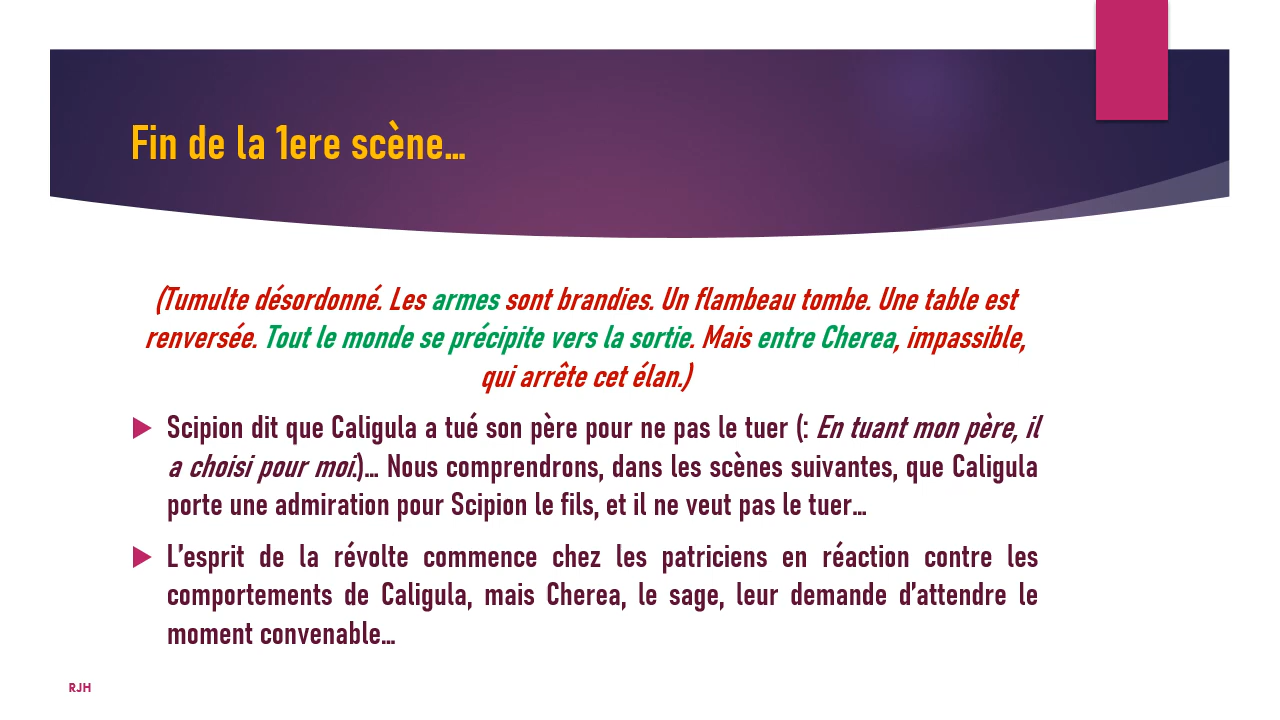 Fin de la 1ere scène...
(Tumulte désordonné. Les armes sont brandies. Un flambeau tombe. Une table est
renversée. Tout le monde se précipite vers la sortie. Mais entre Cherea, impassible,
qui arrête cet élan.)
Scipion dit que Caligula a tué son père pour ne pas le tuer (: En tuant mon père, il
a choisi pour moi.)... Nous comprendrons, dans les scènes suivantes, que Caligula
porte une admiration pour Scipion le fils, et il ne veut pas le tuer...
L'esprit de la révolte commence chez les patriciens en réaction contre les
comportements de Caligula, mais Cherea, le sage, leur demande d'attendre le
moment convenable...
RJH